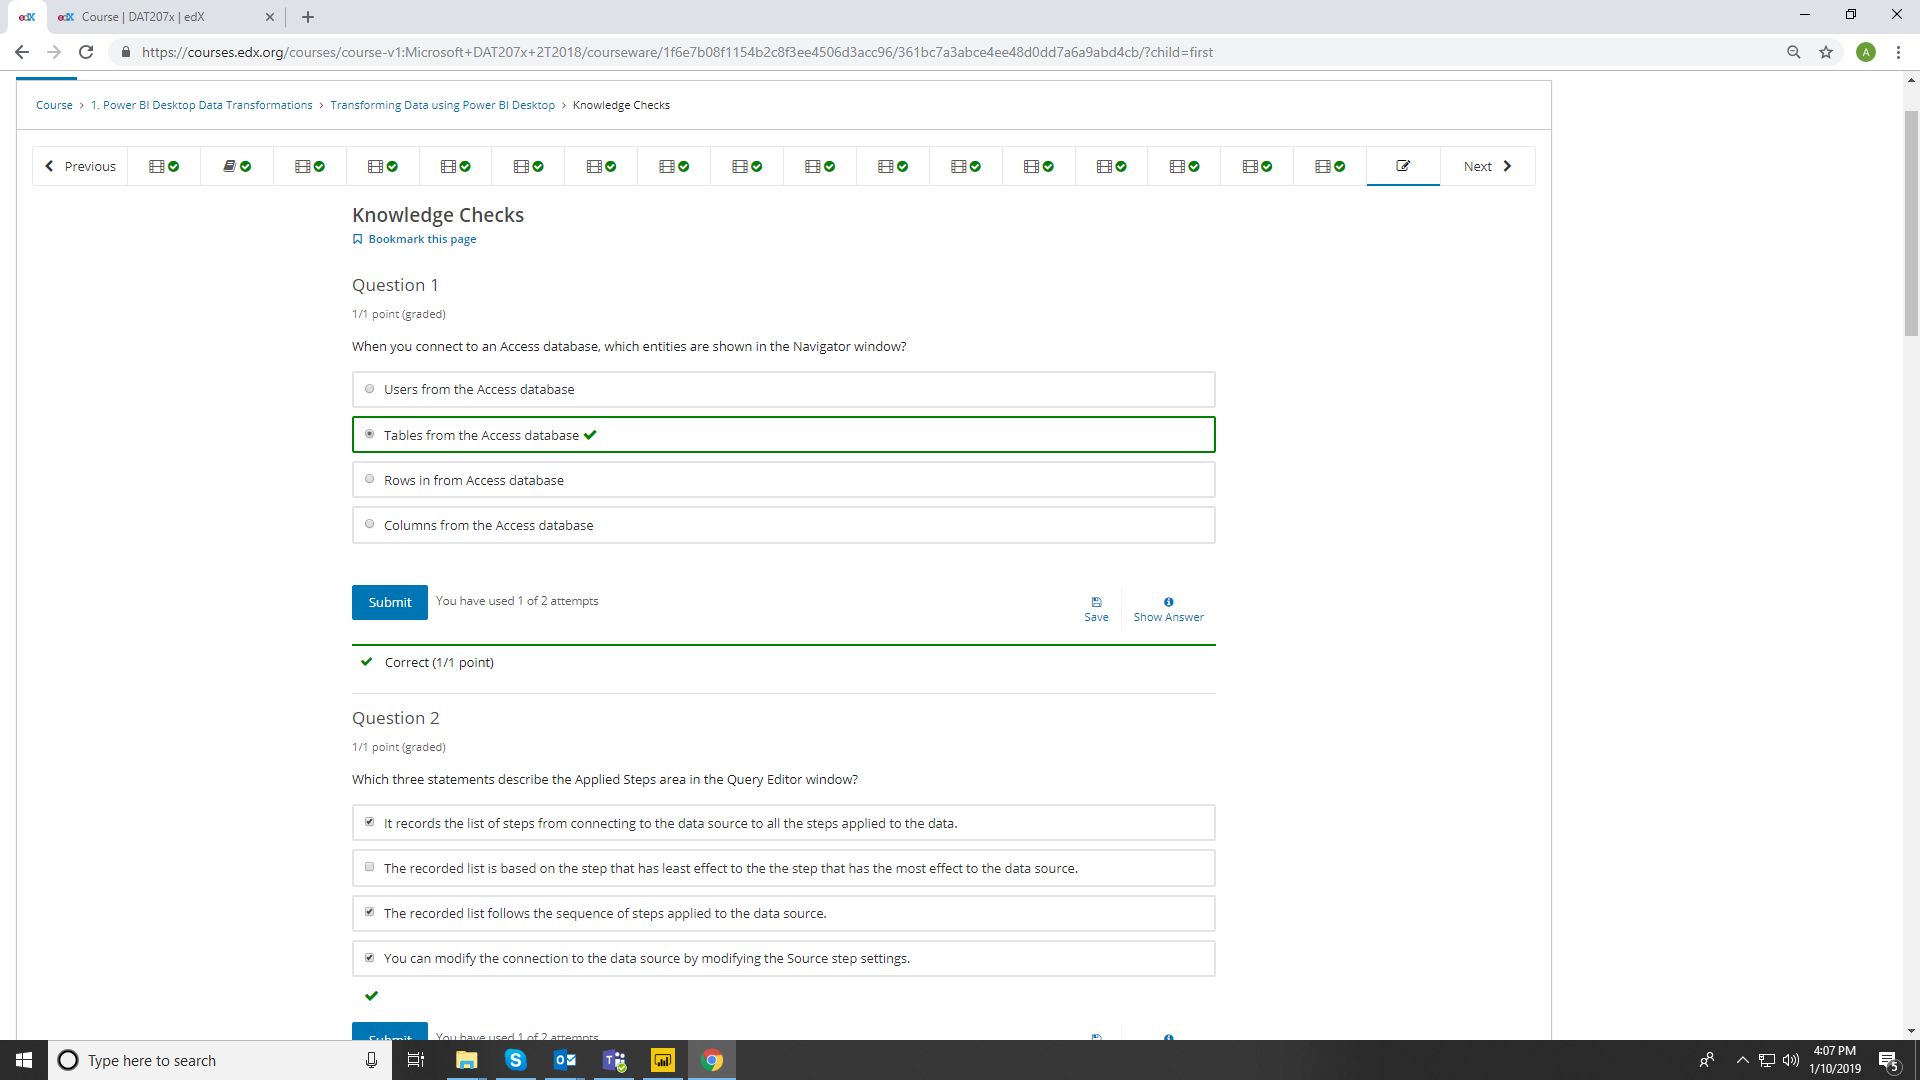 edX
edX Course | DAT207x | edX
https://courses.edx.org/courses/course-v1:Microsoft+DAT207x+2T2018/courseware/1f6e7b08f1154b2c8f3ee4506d3acc96/361bc7a3abce4ee48d0dd7a6a9abd4cb/?child=first
A
Course > 1. Power BI Desktop Data Transformations > Transforming Data using Power BI Desktop > Knowledge Checks
Previous
Next
Knowledge Checks
Bookmark this page
Question 1
1/1 point (graded)
When you connect to an Access database, which entities are shown in the Navigator window?
Users from the Access database
Tables from the Access database
Rows in from Access database
Columns from the Access database
Submit You have used 1 of 2 attempts
Save Show Answer
Correct (1/1 point)
Question 2
1/1 point (graded)
Which three statements describe the Applied Steps area in the Query Editor window?
It records the list of steps from connecting to the data source to all the steps applied to the data.
The recorded list is based on the step that has least effect to the the step that has the most effect to the data source.
The recorded list follows the sequence of steps applied to the data source.
You can modify the connection to the data source by modifying the Source step settings.
Submit You have used 1 of 2 attempts
Type here to search
4:07 PM
1/10/2019
5